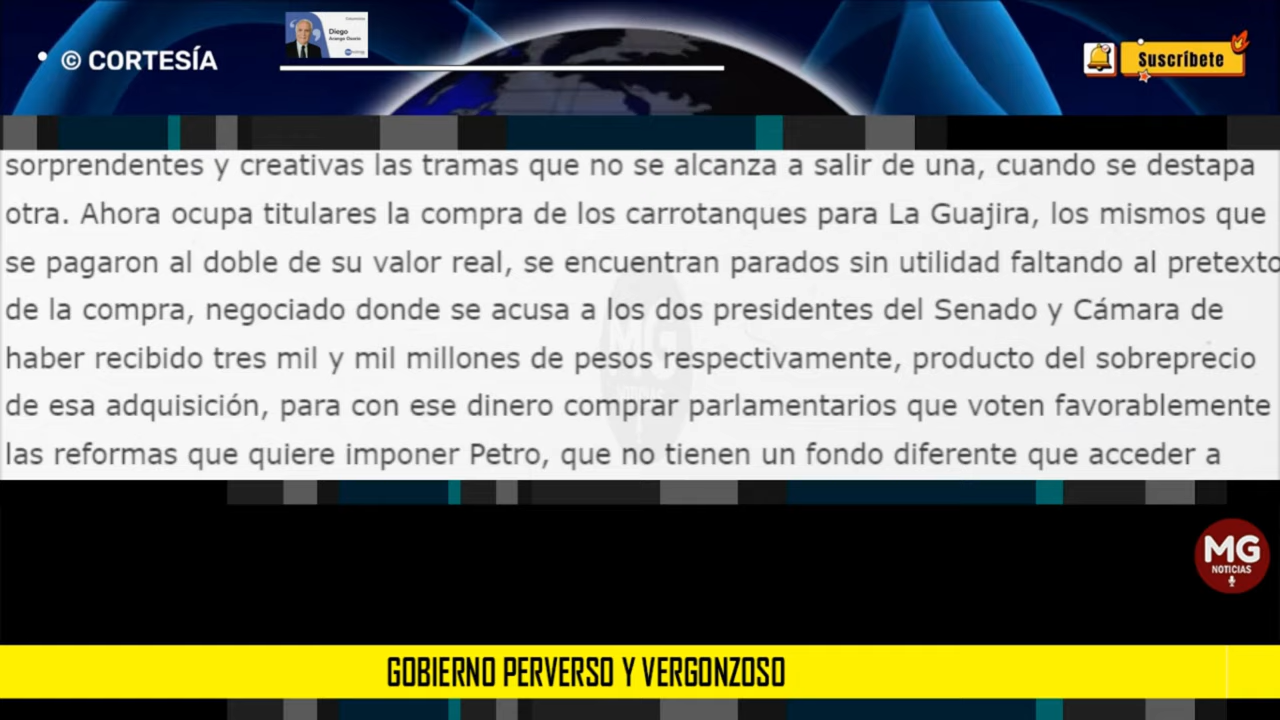 © CORTESÍA
Columnista
Diego
Arango Osorio
Suscríbete
sorprendentes y creativas las tramas que no se alcanza a salir de una, cuando se destapa
otra. Ahora ocupa titulares la compra de los carrotanques para La Guajira, los mismos que
se pagaron al doble de su valor real, se encuentran parados sin utilidad faltando al pretexto
de la compra, negociado donde se acusa a los dos presidentes del Senado y Cámara de
haber recibido tres mil y mil millones de pesos respectivamente, producto del sobreprecio
de esa adquisición, para con ese dinero comprar parlamentarios que voten favorablemente
las reformas que quiere imponer Petro, que no tienen un fondo diferente que acceder a
MG
NOTICIAS
GOBIERNO PERVERSO Y VERGONZOSO